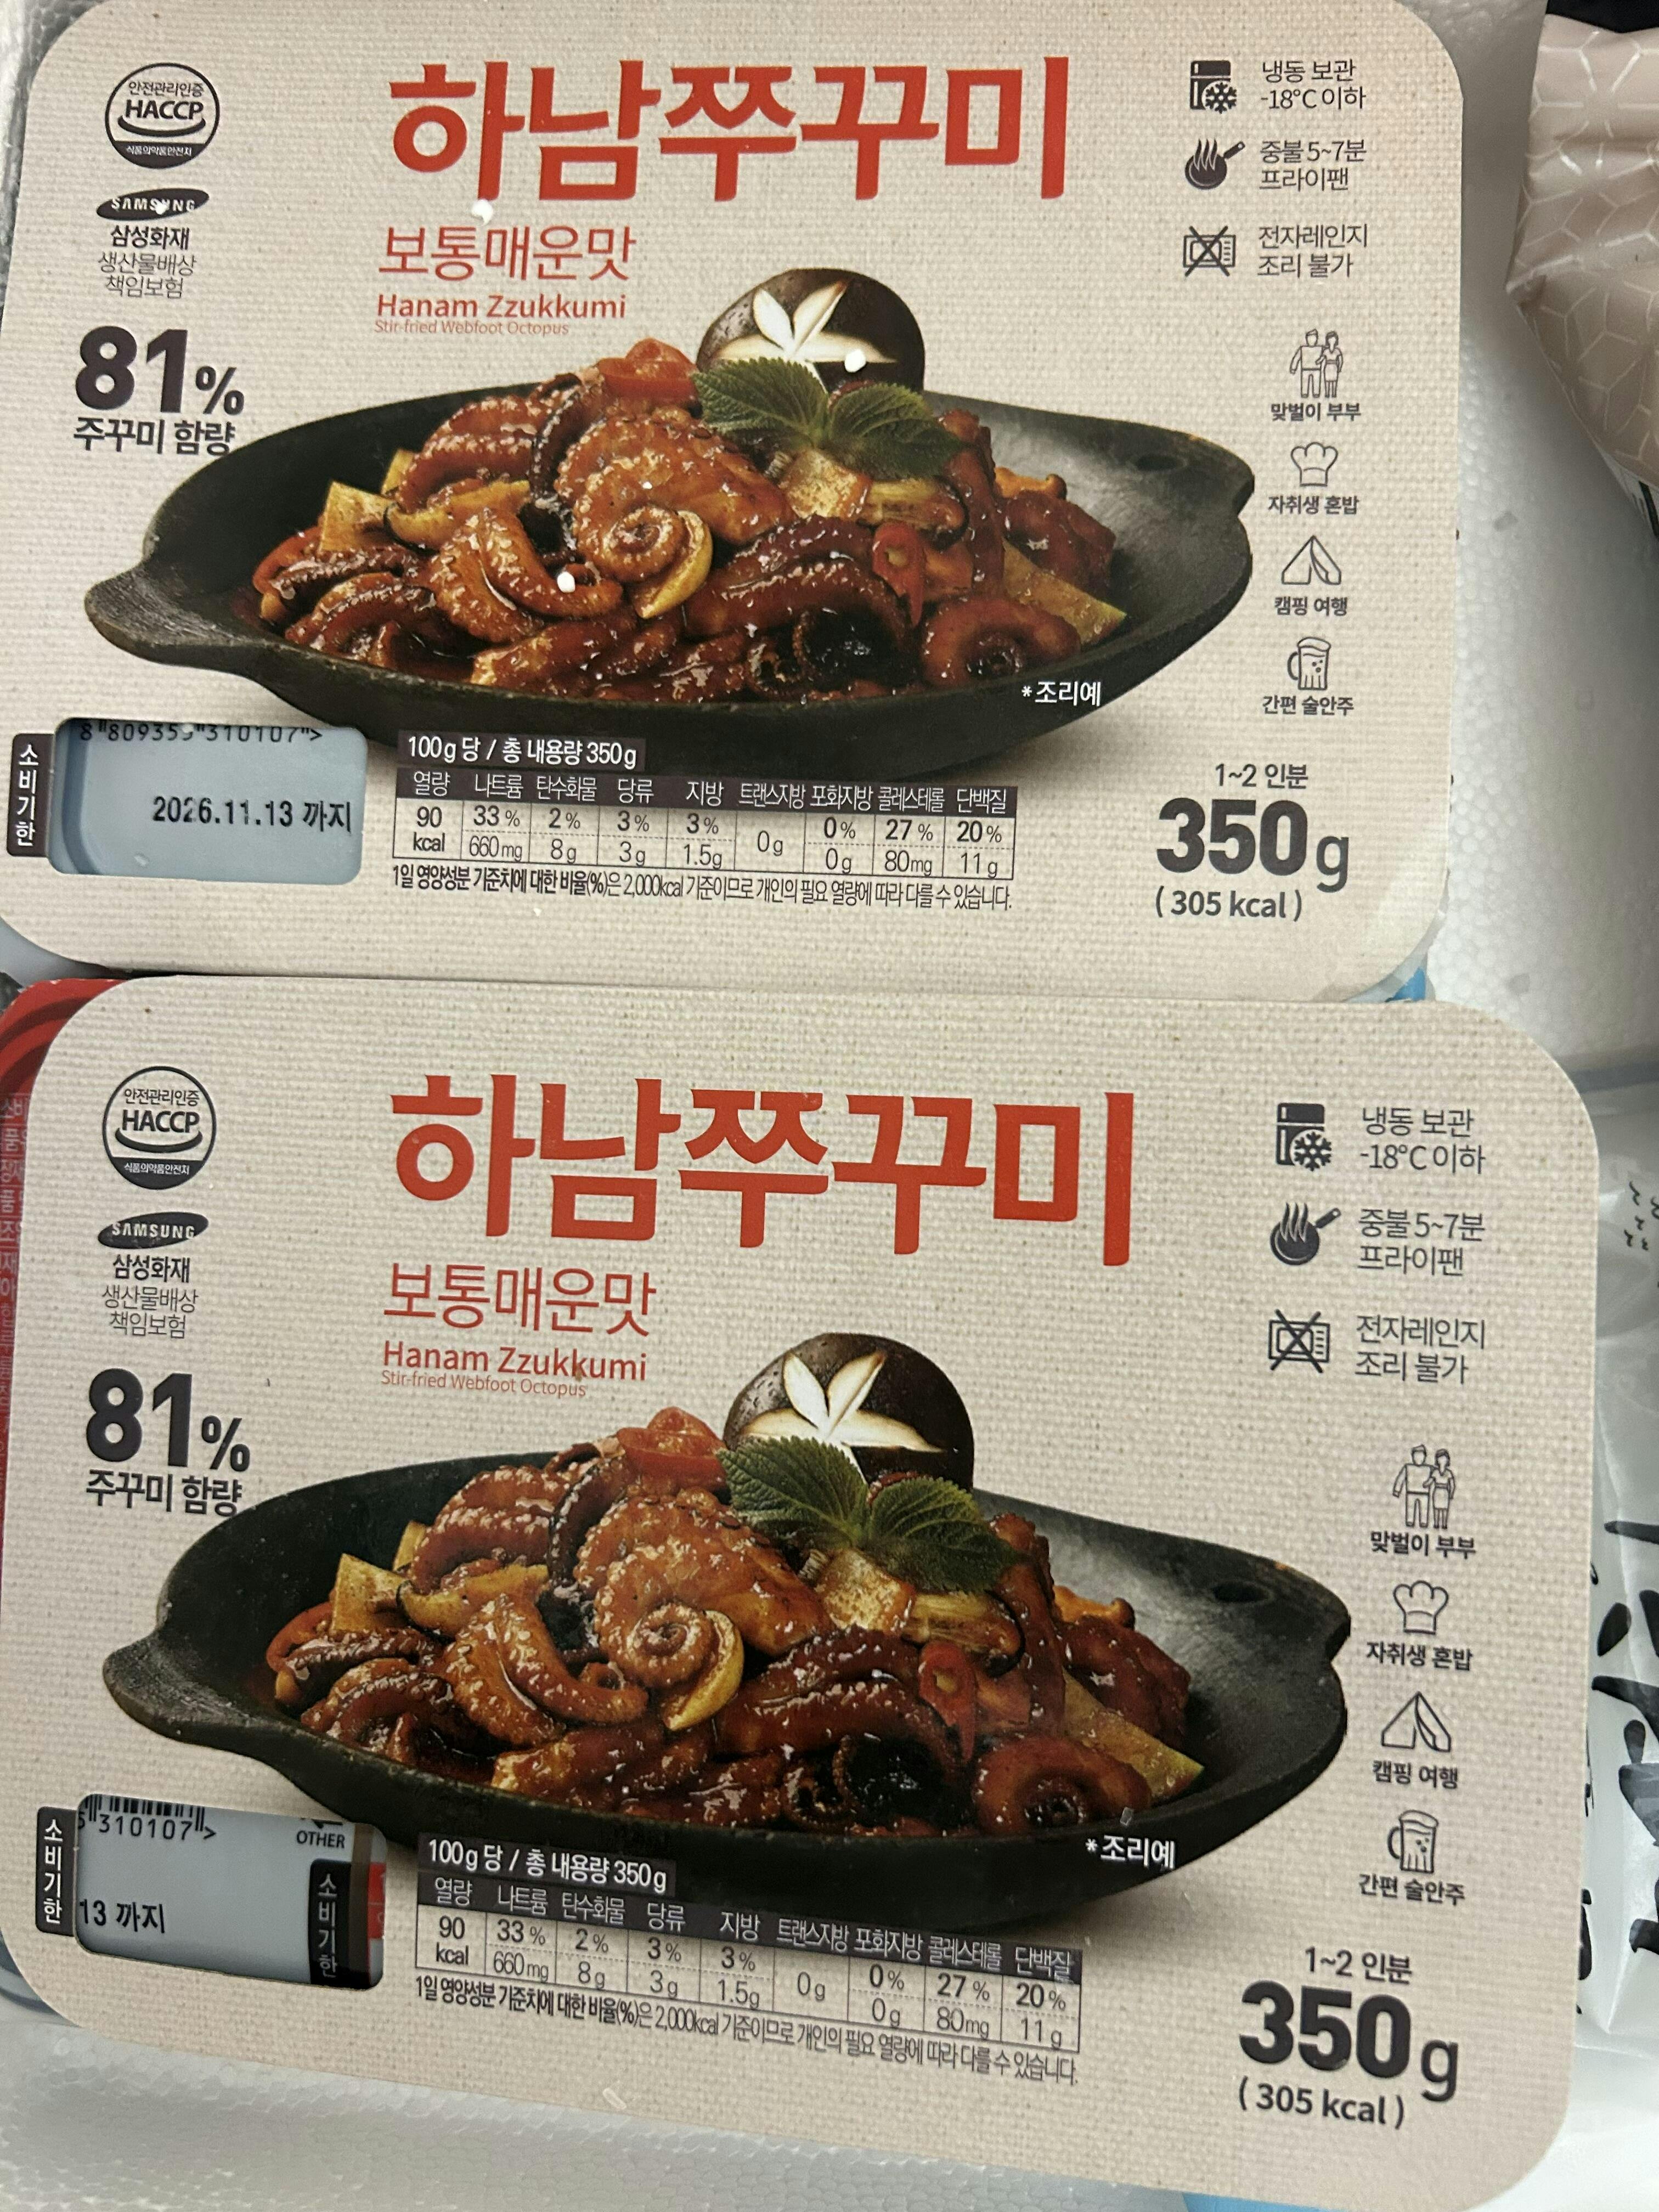 안전관리인증
HACCP
식품의약품안전처
SAMSUNG
삼성화재
생산물배상
책임보험
81%
주꾸미 함량
하남쭈꾸미
보통매운맛
Hanam Zzukkumi
Stir-fried Webfoot Octopus
냉동 보관
-18°C 이하
중불 5~7분
프라이팬
전자레인지
조리 불가
맞벌이 부부
자취생 혼밥
캠핑 여행
간편 술안주
*조리예
소비기한
2026.11.13 까지
100g 당 / 총 내용량 350g
열량 나트륨 탄수화물 당류 지방 트랜스지방 포화지방 콜레스테롤 단백질
90 33% 2% 3% 3% 0g 0% 27% 20%
kcal 660mg 8g 3g 1.5g 0g 80mg 11g
1일 영양성분 기준치에 대한 비율(%)은 2,000kcal 기준이므로 개인의 필요 열량에 따라 다를 수 있습니다.
1~2 인분
350g
(305 kcal)
안전관리인증
HACCP
식품의약품안전처
SAMSUNG
삼성화재
생산물배상
책임보험
81%
주꾸미 함량
하남쭈꾸미
보통매운맛
Hanam Zzukkumi
Stir-fried Webfoot Octopus
냉동 보관
-18°C 이하
중불 5~7분
프라이팬
전자레인지
조리 불가
맞벌이 부부
자취생 혼밥
캠핑 여행
간편 술안주
*조리예
소비기한
310107
OTHER
13 까지
소비기한
100g 당 / 총 내용량 350g
열량 나트륨 탄수화물 당류 지방 트랜스지방 포화지방 콜레스테롤 단백질
90 33% 2% 3% 3% 0g 0% 27% 20%
kcal 660mg 8g 3g 1.5g 0g 80mg 11g
1일 영양성분 기준치에 대한 비율(%)은 2,000kcal 기준이므로 개인의 필요 열량에 따라 다를 수 있습니다.
1~2 인분
350g
(305 kcal)